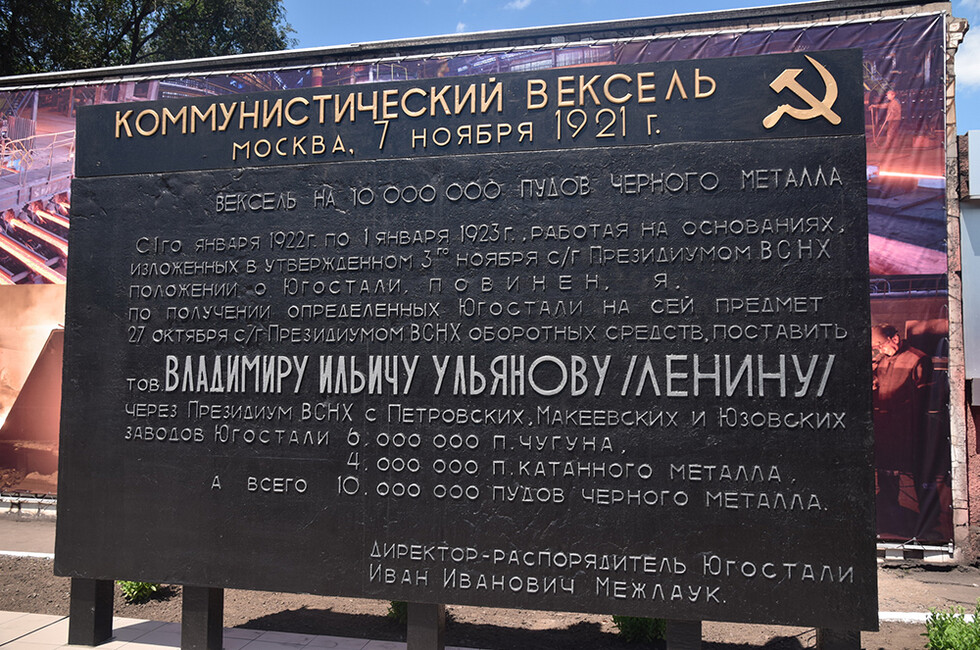 КОММУНИСТИЧЕСКИЙ ВЕКСЕЛЬ
МОСКВА, 7 НОЯБРЯ 1921 г.
ВЕКСЕЛЬ НА 10 000 000 ПУДОВ ЧЕРНОГО МЕТАЛЛА
С 1го ЯНВАРЯ 1922г. ПО 1 ЯНВАРЯ 1923г., РАБОТАЯ НА ОСНОВАНИЯХ,
ИЗЛОЖЕННЫХ В УТВЕРЖДЕННОМ 3го НОЯБРЯ С/Г ПРЕЗИДИУМОМ ВСНХ
ПОЛОЖЕНИИ О ЮГОСТАЛИ, ПОВИНЕН. Я.
ПО ПОЛУЧЕНИИ ОПРЕДЕЛЕННЫХ ЮГОСТАЛИ НА СЕЙ ПРЕДМЕТ
27 ОКТЯБРЯ С/Г ПРЕЗИДИУМОМ ВСНХ ОБОРОТНЫХ СРЕДСТВ, ПОСТАВИТЬ
ТОВ. ВЛАДИМИРУ ИЛЬИЧУ УЛЬЯНОВУ /ЛЕНИНУ/
ЧЕРЕЗ ПРЕЗИДИУМ ВСНХ С ПЕТРОВСКИХ, МАКЕЕВСКИХ И ЮЗОВСКИХ
ЗАВОДОВ ЮГОСТАЛИ 6.000 000 П. ЧУГУНА,
4. 000 000 П. КАТАННОГО МЕТАЛЛА,
А ВСЕГО 10. 000 000 ПУДОВ ЧЕРНОГО МЕТАЛЛА.
ДИРЕКТОР-РАСПОРЯДИТЕЛЬ ЮГОСТАЛИ
ИВАН ИВАНОВИЧ МЕЖЛАУК.